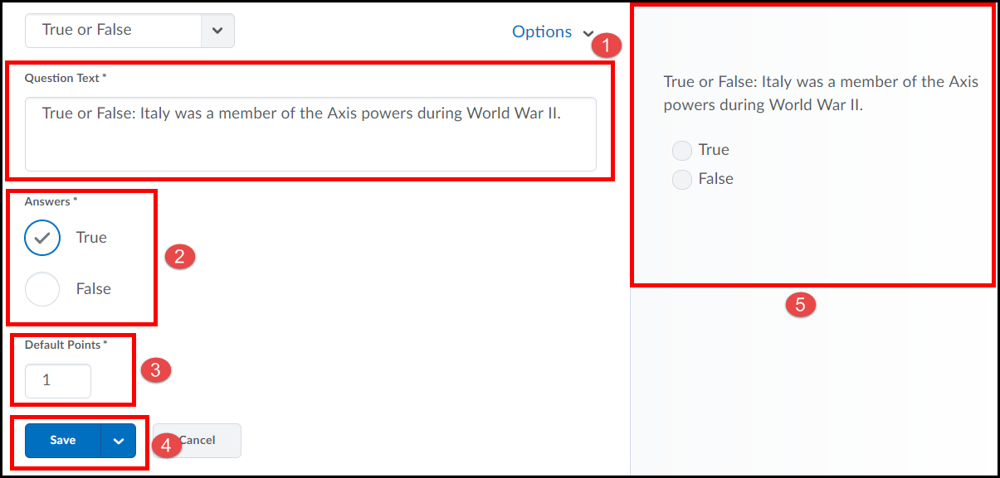 True or False
Options
1
Question Text *
True or False: Italy was a member of the Axis powers during World War II.
Answers *
True
2
False
Default Points *
1
3
Save
4
Cancel
True or False: Italy was a member of the Axis
powers during World War II.
True
False
5